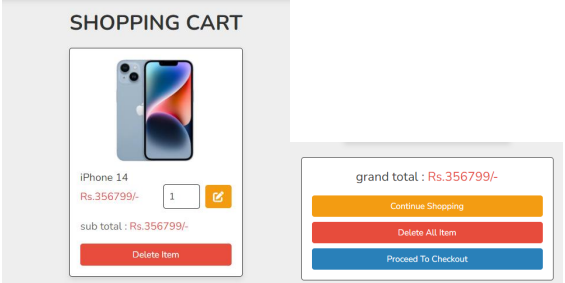 SHOPPING CART
iPhone 14
Rs.356799/- 1
sub total : Rs.356799/-
Delete Item
grand total : Rs.356799/-
Continue Shopping
Delete All Item
Proceed To Checkout